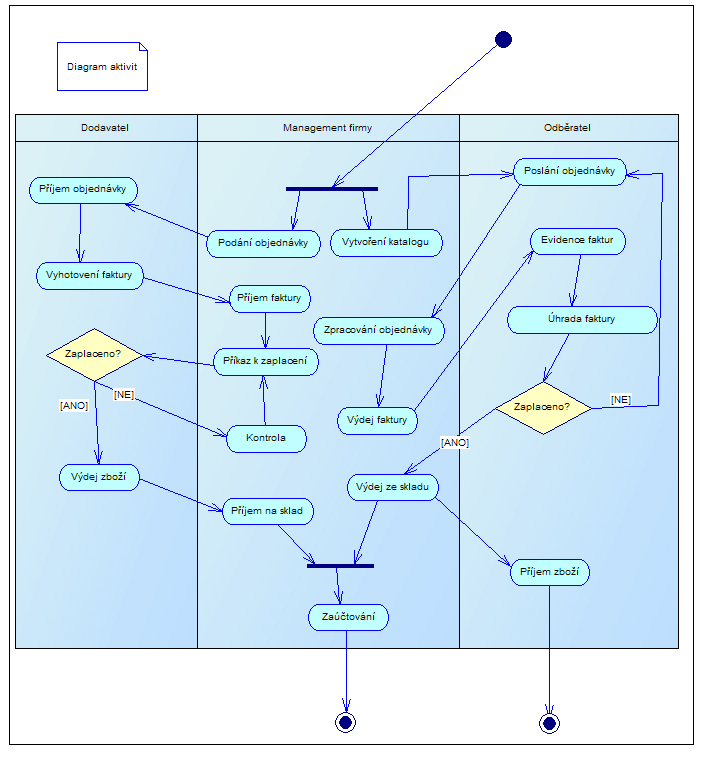 Diagram aktivit
Dodavatel
Management firmy
Odběratel
Příjem objednávky
Poslání objednávky
Podání objednávky
Vytvoření katalogu
Evidence faktur
Vyhotovení faktury
Příjem faktury
Zpracování objednávky
Úhrada faktury
Zaplaceno?
Příkaz k zaplacení
[NE]
[ANO]
Výdej faktury
Zaplaceno?
[NE]
Kontrola
[ANO]
Výdej zboží
Výdej ze skladu
Příjem na sklad
Příjem zboží
Zaúčtování